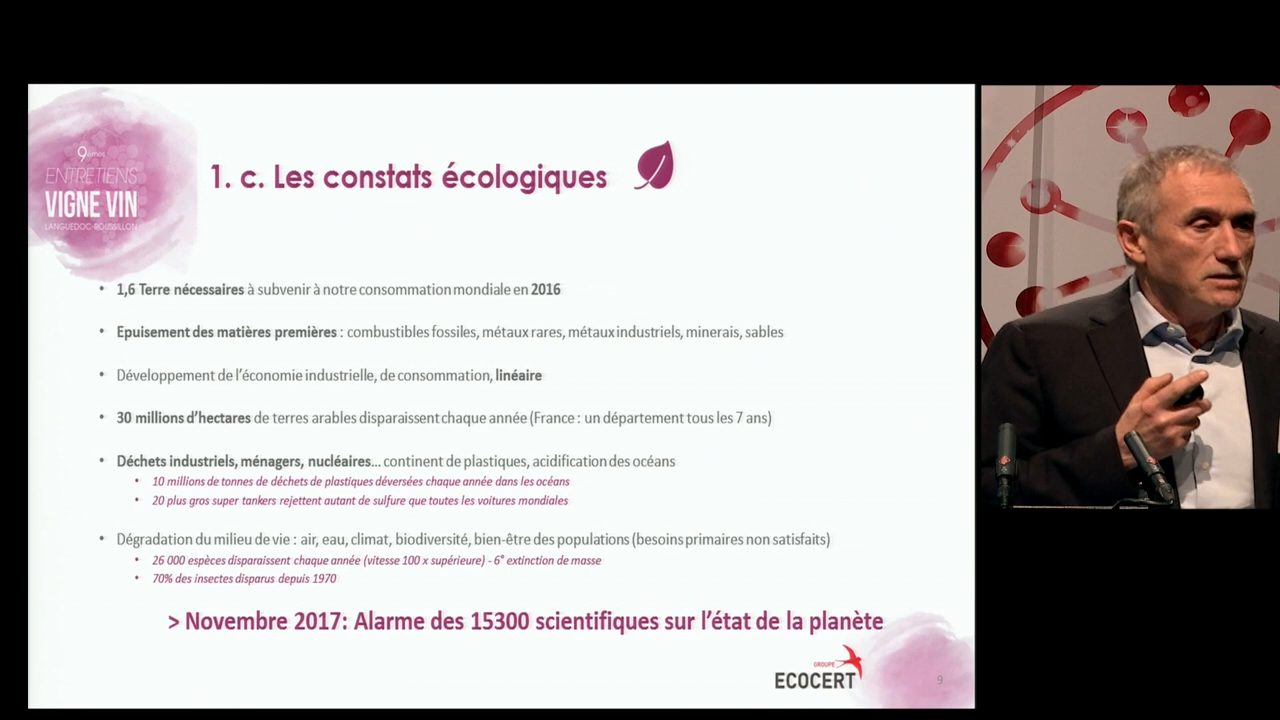 9èmes
ENTRETIENS
VIGNE VIN
LANGUEDOC-ROUSSILLON
1. c. Les constats écologiques
• 1,6 Terre nécessaires à subvenir à notre consommation mondiale en 2016
• Epuisement des matières premières : combustibles fossiles, métaux rares, métaux industriels, minerais, sables
• Développement de l'économie industrielle, de consommation, linéaire
• 30 millions d'hectares de terres arables disparaissent chaque année (France : un département tous les 7 ans)
• Déchets industriels, ménagers, nucléaires... continent de plastiques, acidification des océans
• 10 millions de tonnes de déchets de plastiques déversées chaque année dans les océans
• 20 plus gros super tankers rejettent autant de sulfure que toutes les voitures mondiales
• Dégradation du milieu de vie : air, eau, climat, biodiversité, bien-être des populations (besoins primaires non satisfaits)
• 26 000 espèces disparaissent chaque année (vitesse 100 x supérieure) - 6° extinction de masse
• 70% des insectes disparus depuis 1970
> Novembre 2017: Alarme des 15300 scientifiques sur l'état de la planète
GROUPE
ECOCERT
9